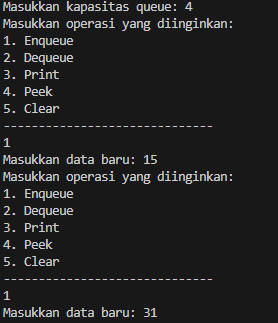 Masukkan kapasitas queue: 4
Masukkan operasi yang diinginkan:
1. Enqueue
2. Dequeue
3. Print
4. Peek
5. Clear
------------------------------
1
Masukkan data baru: 15
Masukkan operasi yang diinginkan:
1. Enqueue
2. Dequeue
3. Print
4. Peek
5. Clear
------------------------------
1
Masukkan data baru: 31